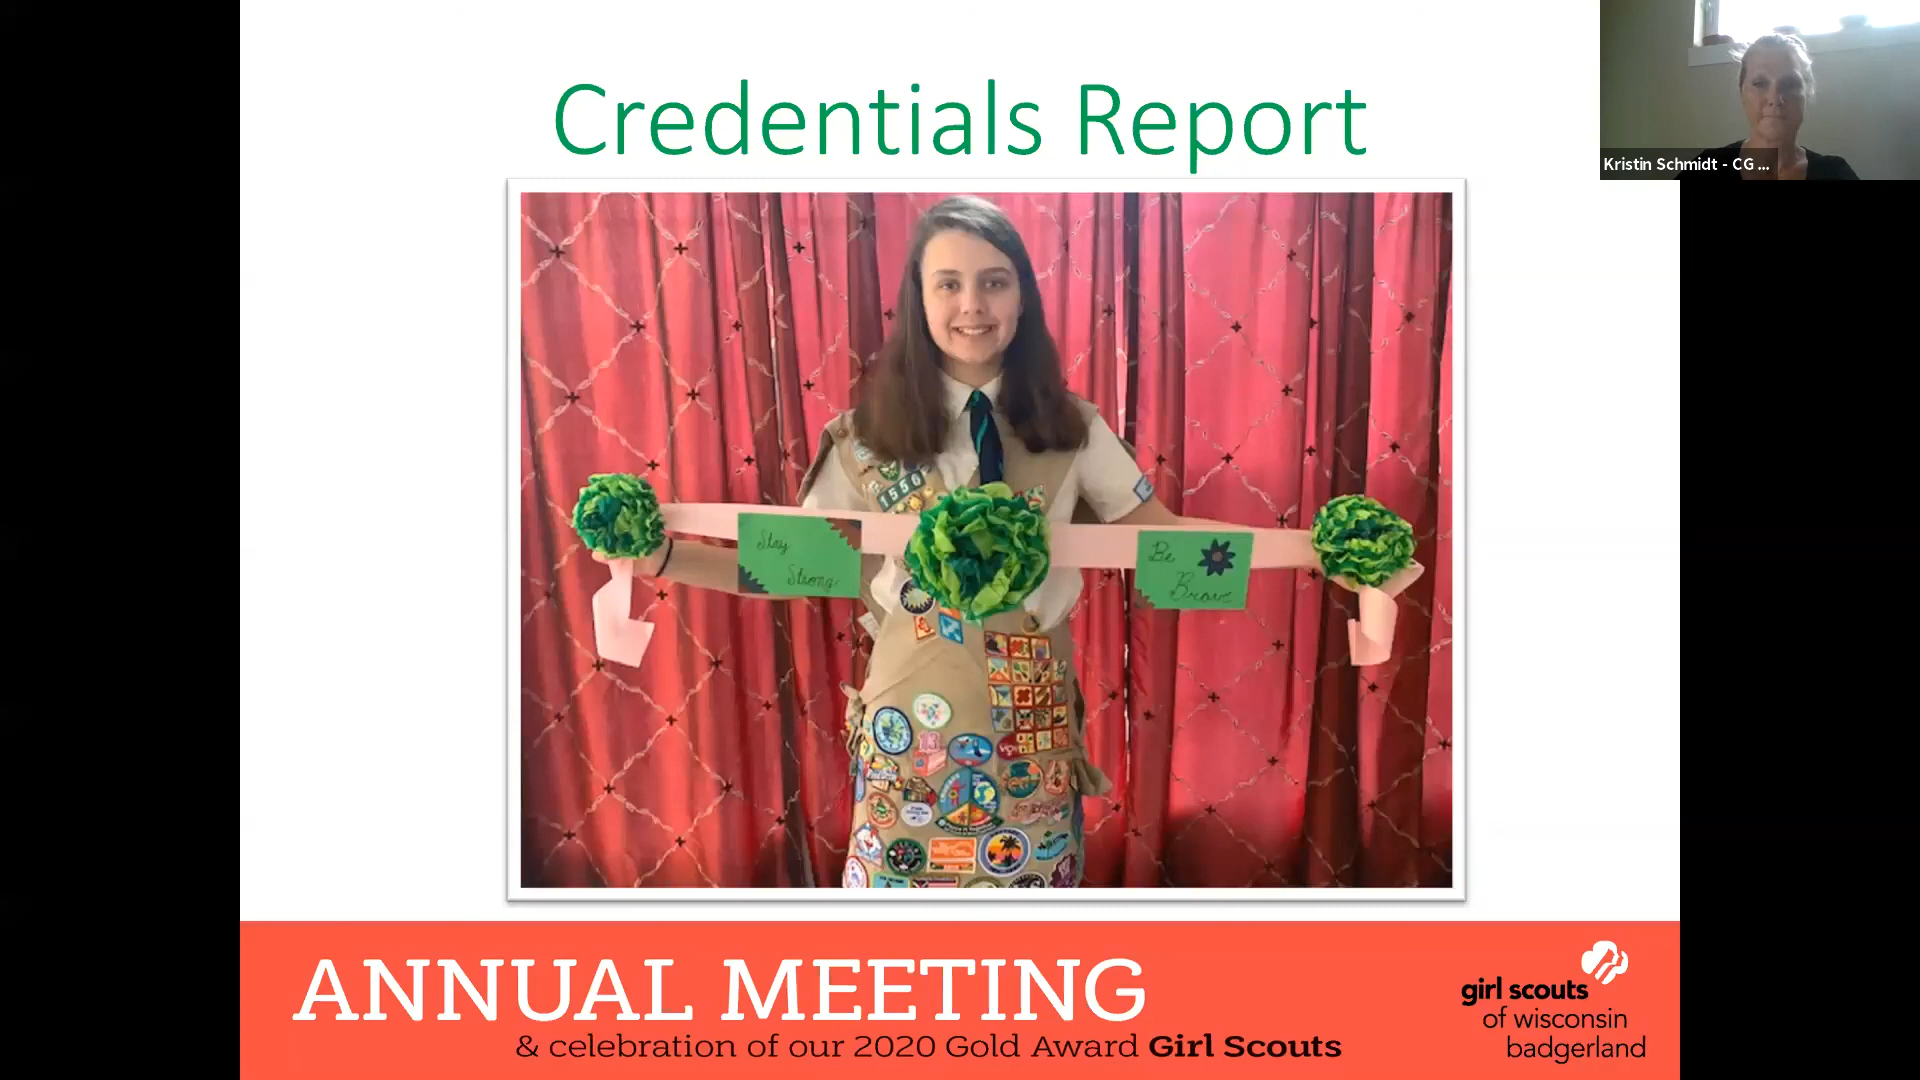 Credentials Report
Kristin Schmidt - CG ...
1556
Stay
Strong
Be
Brave
13
ANNUAL MEETING
& celebration of our 2020 Gold Award Girl Scouts
girl scouts
of wisconsin
badgerland